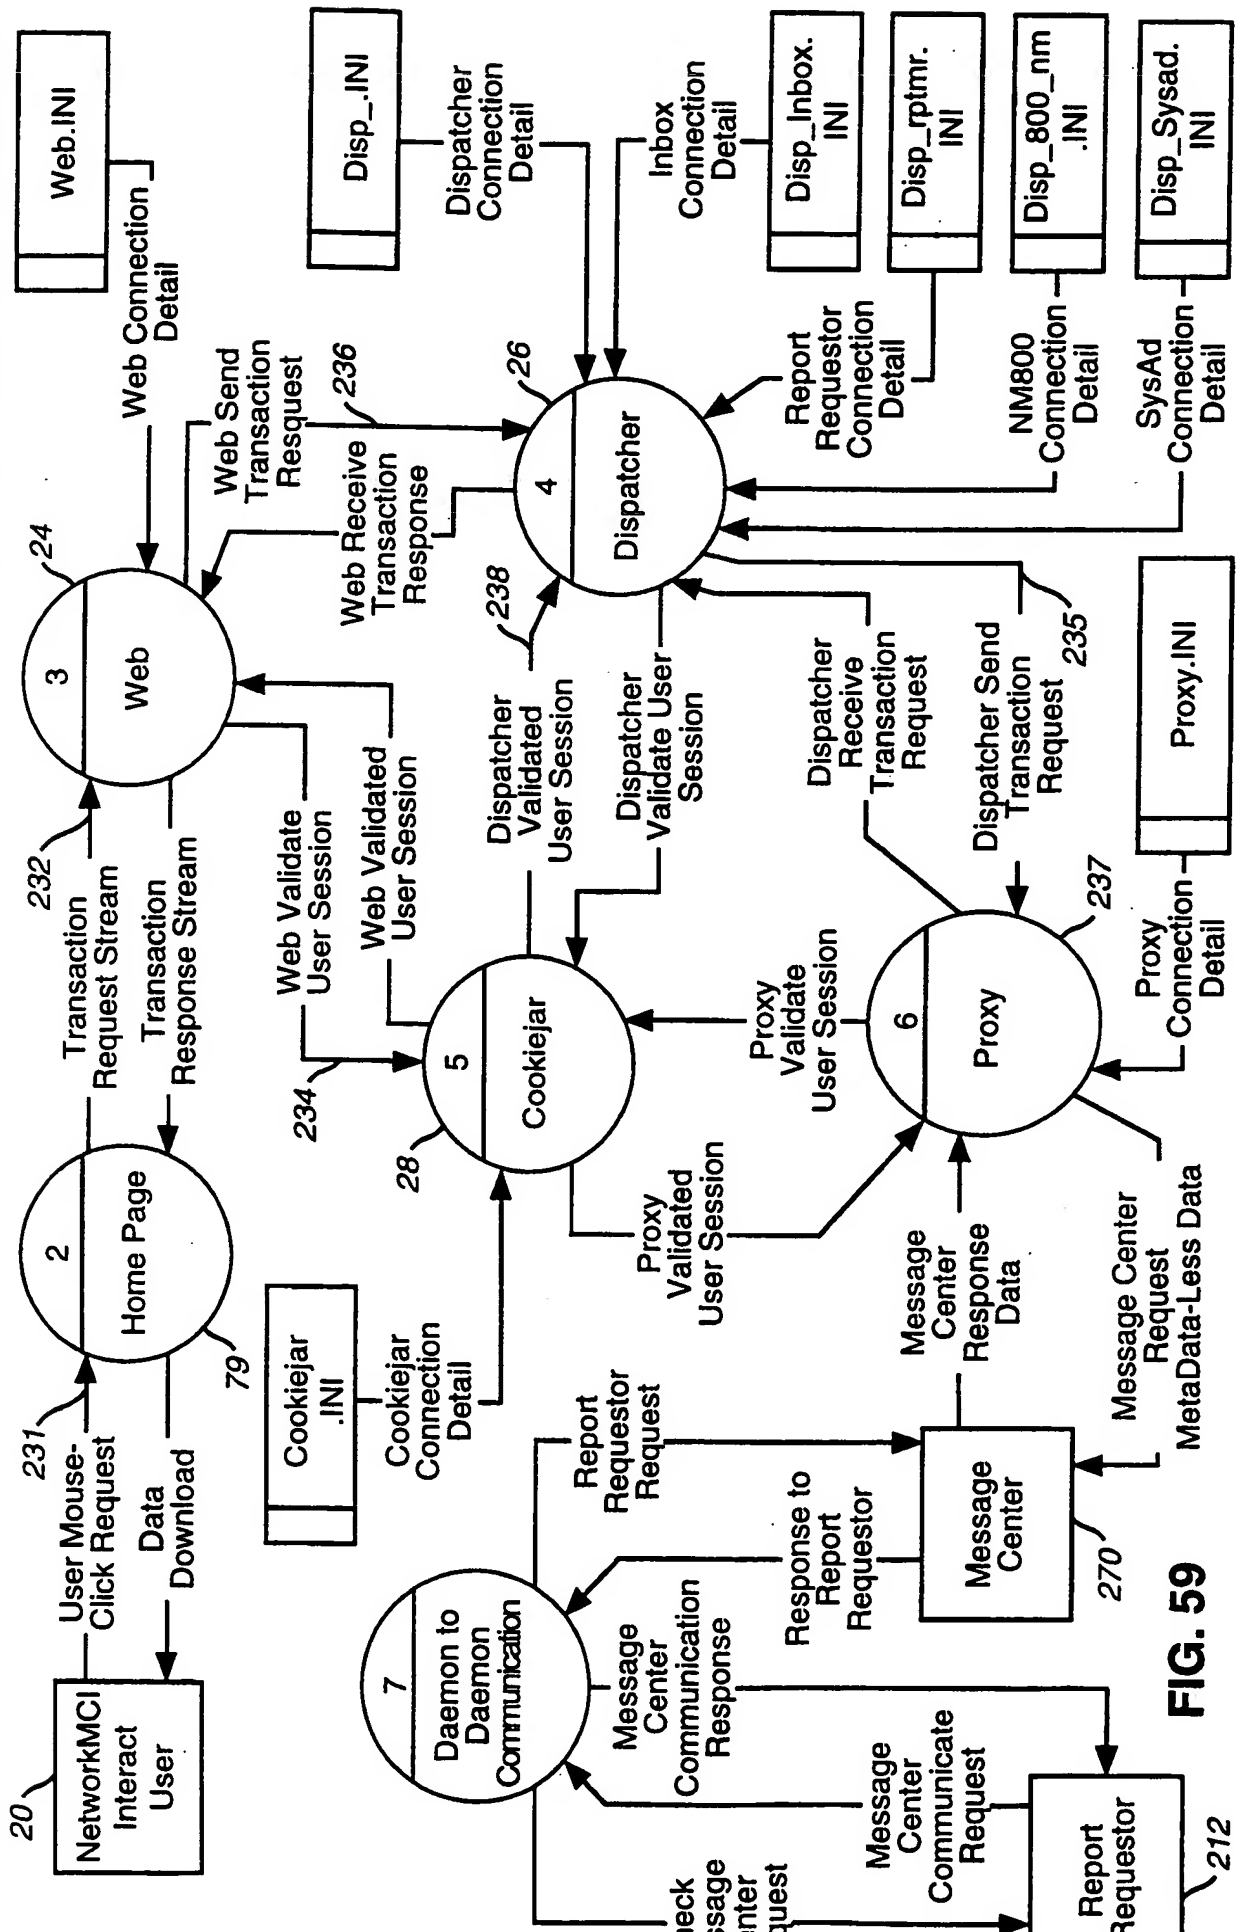 20
NetworkMCI
Interact
User
231
User Mouse-
Click Request
Data
Download
2
Home Page
79
232
Transaction
Request Stream
Transaction
Response Stream
3
Web
24
Web Connection
Detail
Web.INI
Web Send
Transaction
Resquest
236
Web Receive
Transaction
Response
Web Validate
User Session
234
Web Validated
User Session
Cookiejar
.INI
Cookiejar
Connection
Detail
28
5
Cookiejar
Dispatcher
Validated
User Session
238
Dispatcher
Validate User
Session
4
Dispatcher
26
Disp_.INI
Dispatcher
Connection
Detail
Inbox
Connection
Detail
Disp_Inbox.
INI
Report
Requestor
Connection
Detail
Disp_rptmr.
INI
NM800
Connection
Detail
Disp_800_nm
.INI
SysAd
Connection
Detail
Disp_Sysad.
INI
Dispatcher
Receive
Transaction
Request
Dispatcher Send
Transaction
Request
235
Proxy
Validate
User Session
Proxy
Validated
User Session
6
Proxy
237
Proxy
Connection
Detail
Proxy.INI
Message
Center
Response
Data
Message Center
Request
MetaData-Less Data
7
Daemon to
Daemon
Communication
Report
Requestor
Request
Response to
Report
Requestor
Message
Center
270
Message
Center
Communication
Response
Message
Center
Communicate
Request
Report
Requestor
212
FIG. 59